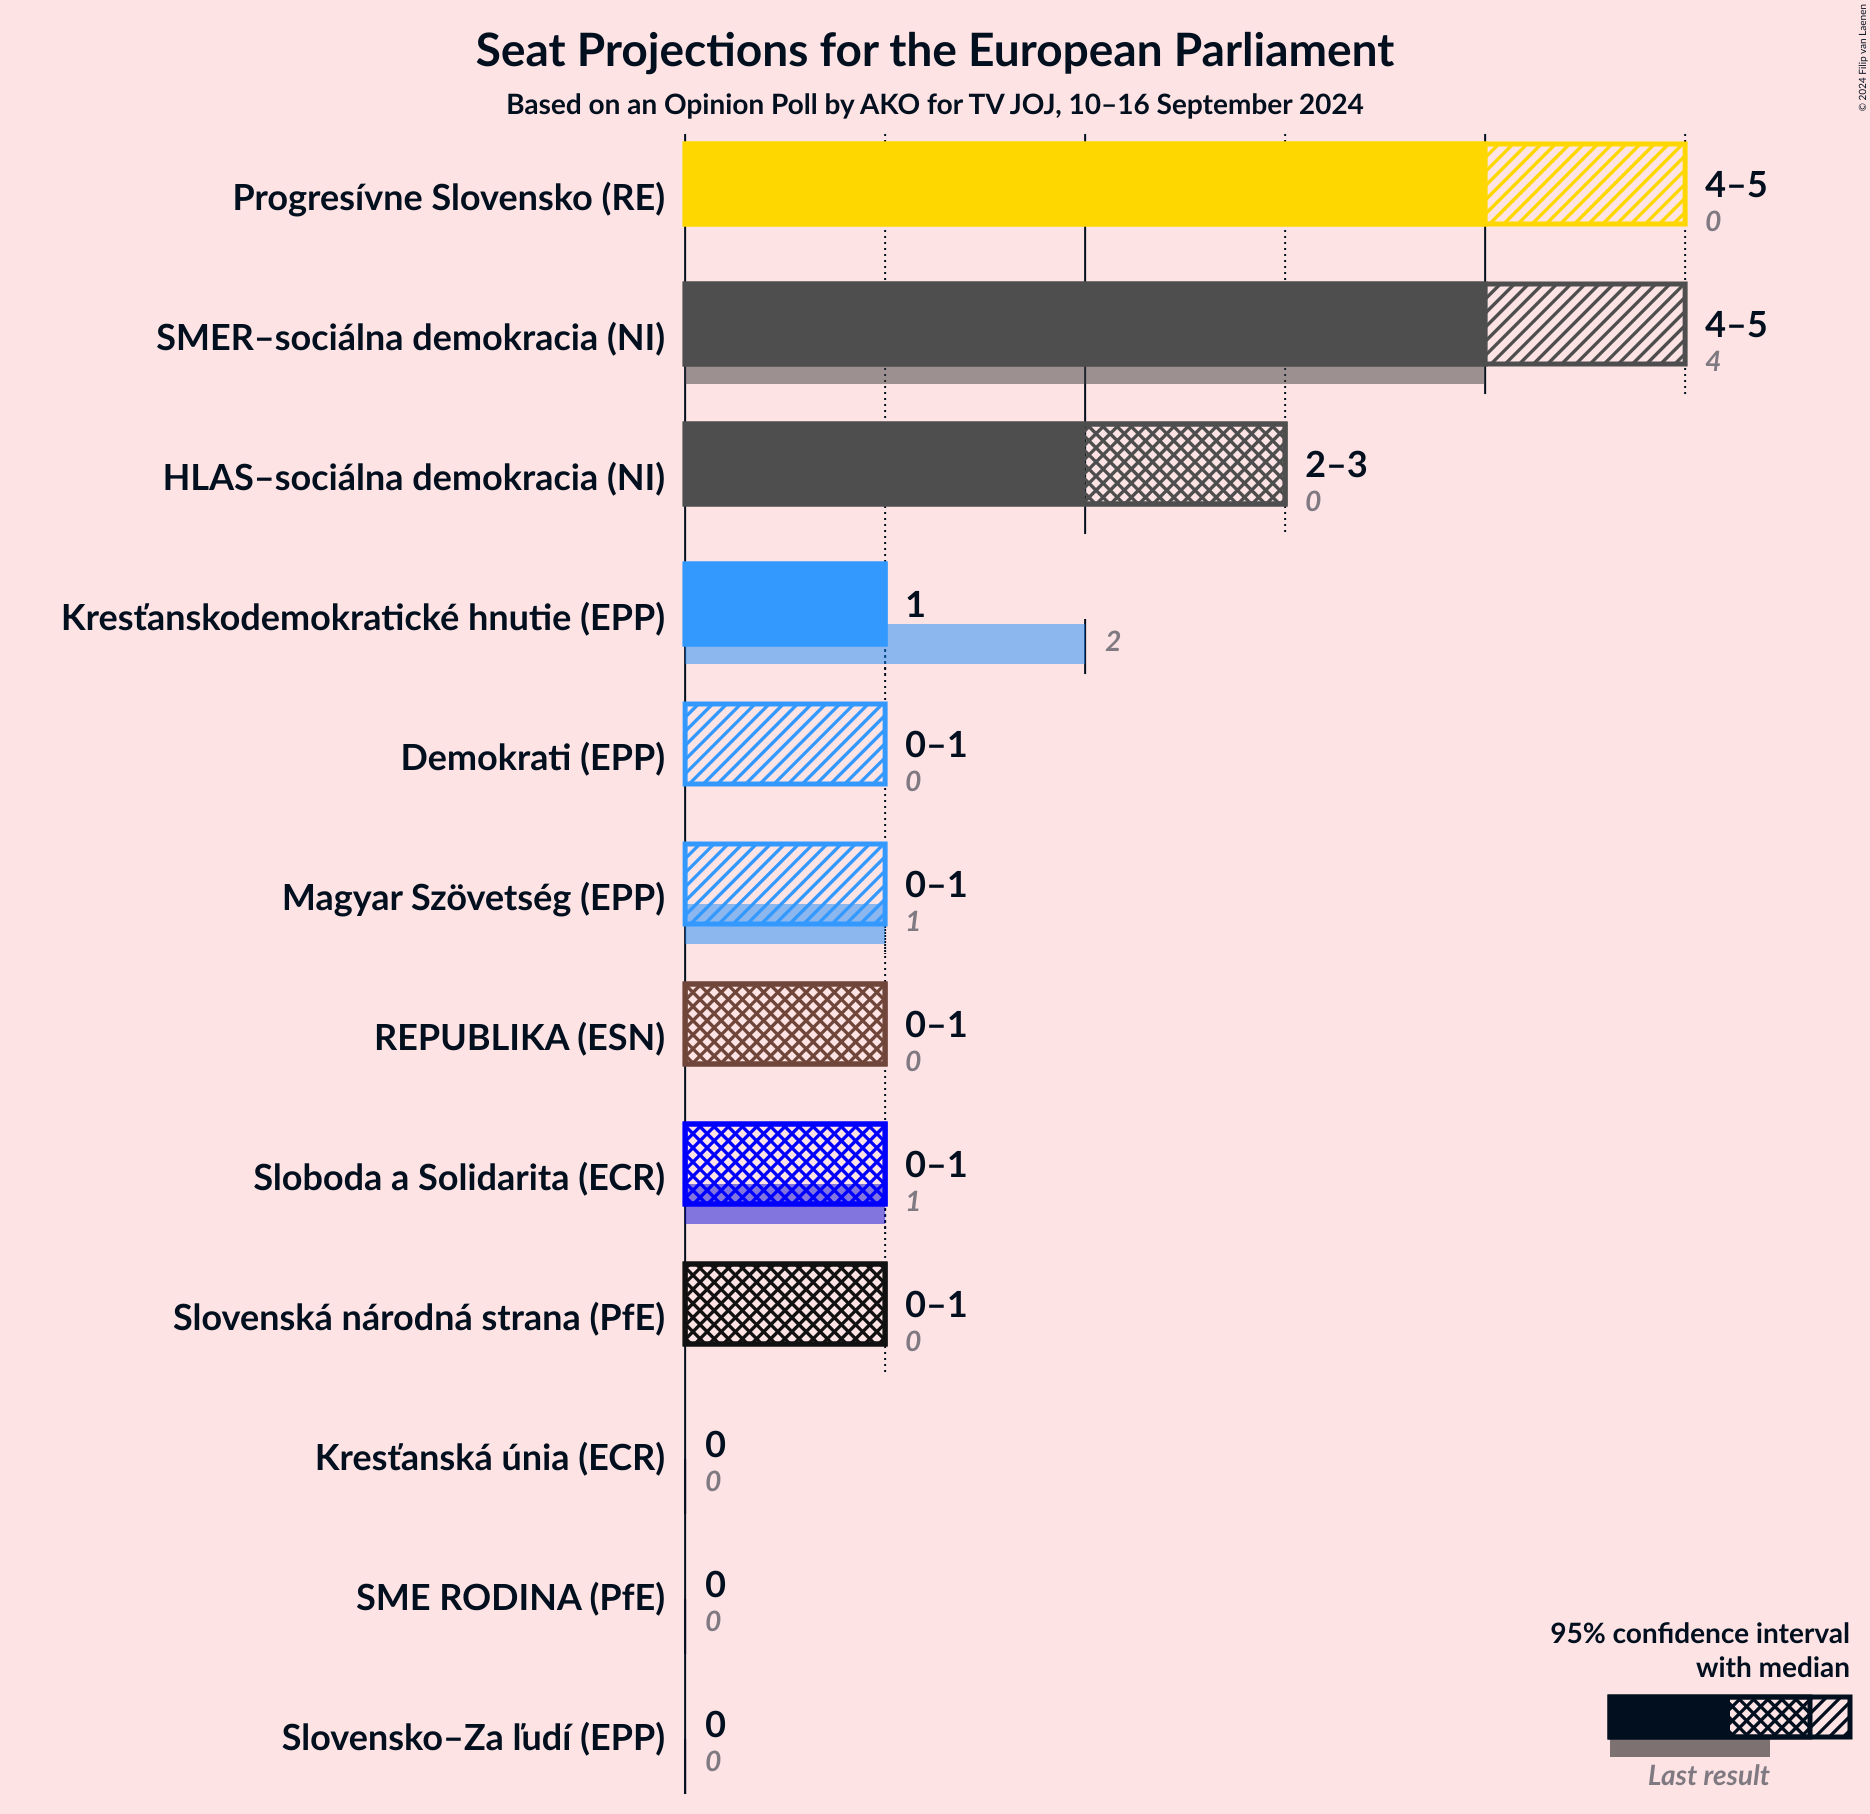 Seat Projections for the European Parliament
Based on an Opinion Poll by AKO for TV JOJ, 10–16 September 2024
© 2024 Filip van Laenen
Progresívne Slovensko (RE)
4–5
0
SMER–sociálna demokracia (NI)
4–5
4
HLAS–sociálna demokracia (NI)
2–3
0
Kresťanskodemokratické hnutie (EPP)
1
2
Demokrati (EPP)
0–1
0
Magyar Szövetség (EPP)
0–1
1
REPUBLIKA (ESN)
0–1
0
Sloboda a Solidarita (ECR)
0–1
1
Slovenská národná strana (PfE)
0–1
0
Kresťanská únia (ECR)
0
0
SME RODINA (PfE)
0
0
Slovensko–Za ľudí (EPP)
0
0
95% confidence interval
with median
Last result